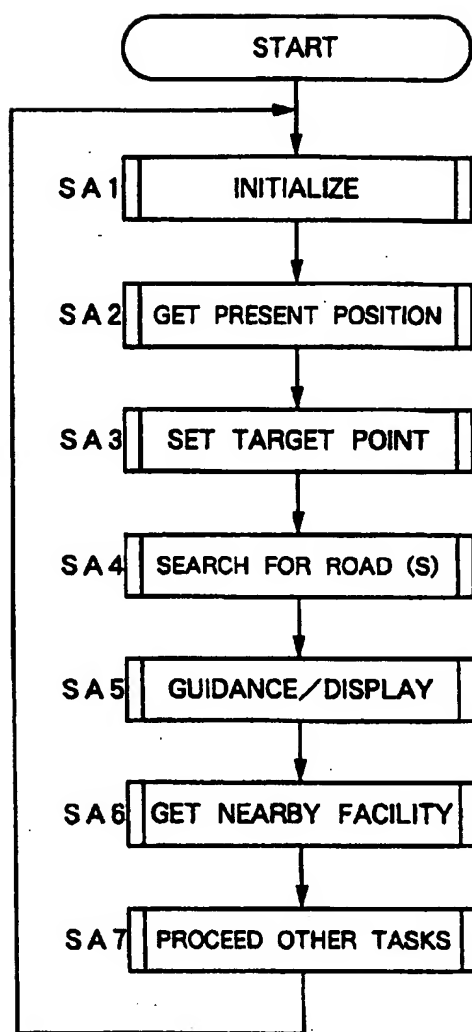 START
SA1 INITIALIZE
SA2 GET PRESENT POSITION
SA3 SET TARGET POINT
SA4 SEARCH FOR ROAD (S)
SA5 GUIDANCE/DISPLAY
SA6 GET NEARBY FACILITY
SA7 PROCEED OTHER TASKS